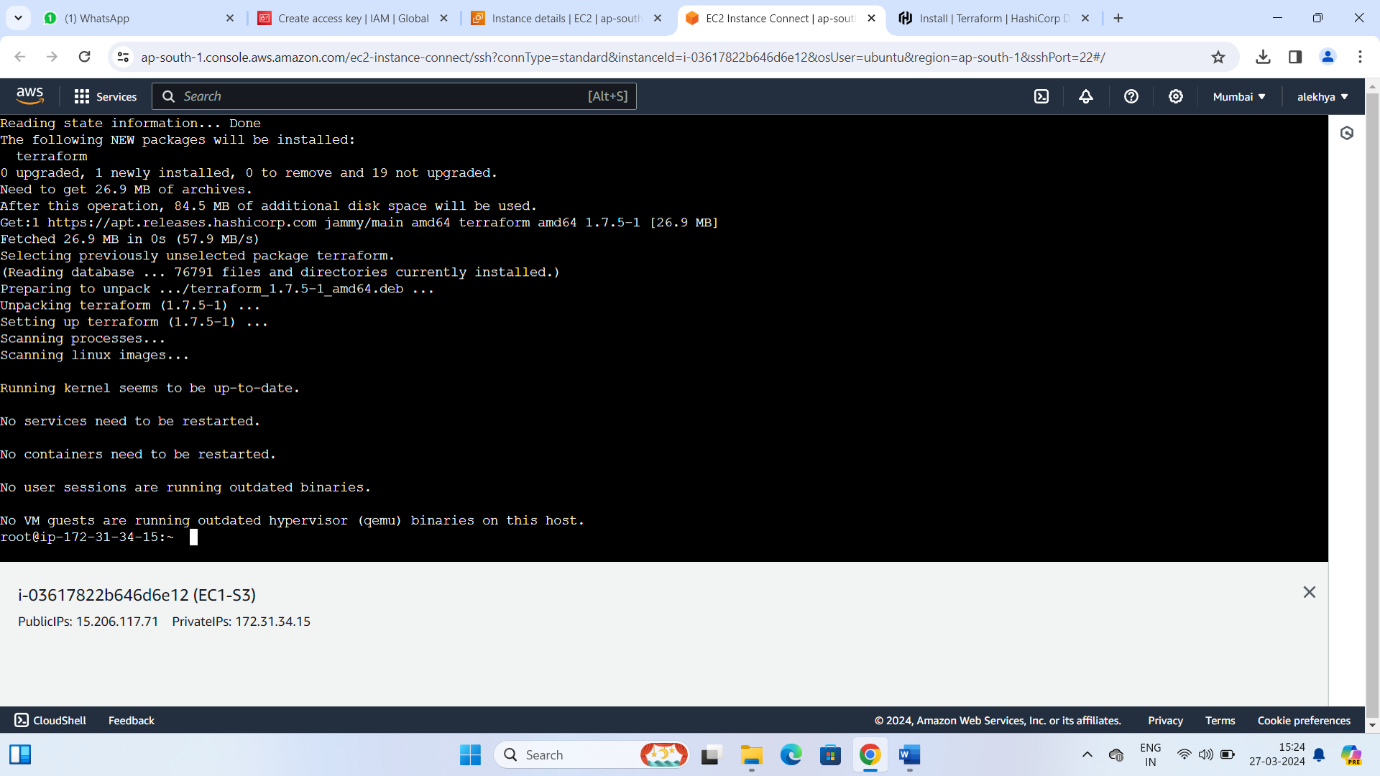 (1) WhatsApp
Create access key | IAM | Global
Instance details | EC2 | ap-south
EC2 Instance Connect | ap-sout
Install | Terraform | HashiCorp D
ap-south-1.console.aws.amazon.com/ec2-instance-connect/ssh?connType=standard&instanceId=i-03617822b646d6e12&osUser=ubuntu&region=ap-south-1&sshPort=22#/
aws
Services
Search
[Alt+S]
Mumbai
alekhya
Reading state information... Done
The following NEW packages will be installed:
terraform
0 upgraded, 1 newly installed, 0 to remove and 19 not upgraded.
Need to get 26.9 MB of archives.
After this operation, 84.5 MB of additional disk space will be used.
Get:1 https://apt.releases.hashicorp.com jammy/main amd64 terraform amd64 1.7.5-1 [26.9 MB]
Fetched 26.9 MB in 0s (57.9 MB/s)
Selecting previously unselected package terraform.
(Reading database ... 76791 files and directories currently installed.)
Preparing to unpack .../terraform_1.7.5-1_amd64.deb ...
Unpacking terraform (1.7.5-1) ...
Setting up terraform (1.7.5-1) ...
Scanning processes...
Scanning linux images...
Running kernel seems to be up-to-date.
No services need to be restarted.
No containers need to be restarted.
No user sessions are running outdated binaries.
No VM guests are running outdated hypervisor (qemu) binaries on this host.
root@ip-172-31-34-15:~
i-03617822b646d6e12 (EC1-S3)
PublicIPs: 15.206.117.71 PrivateIPs: 172.31.34.15
CloudShell
Feedback
© 2024, Amazon Web Services, Inc. or its affiliates.
Privacy
Terms
Cookie preferences
Search
ENG
IN
15:24
27-03-2024
PRE